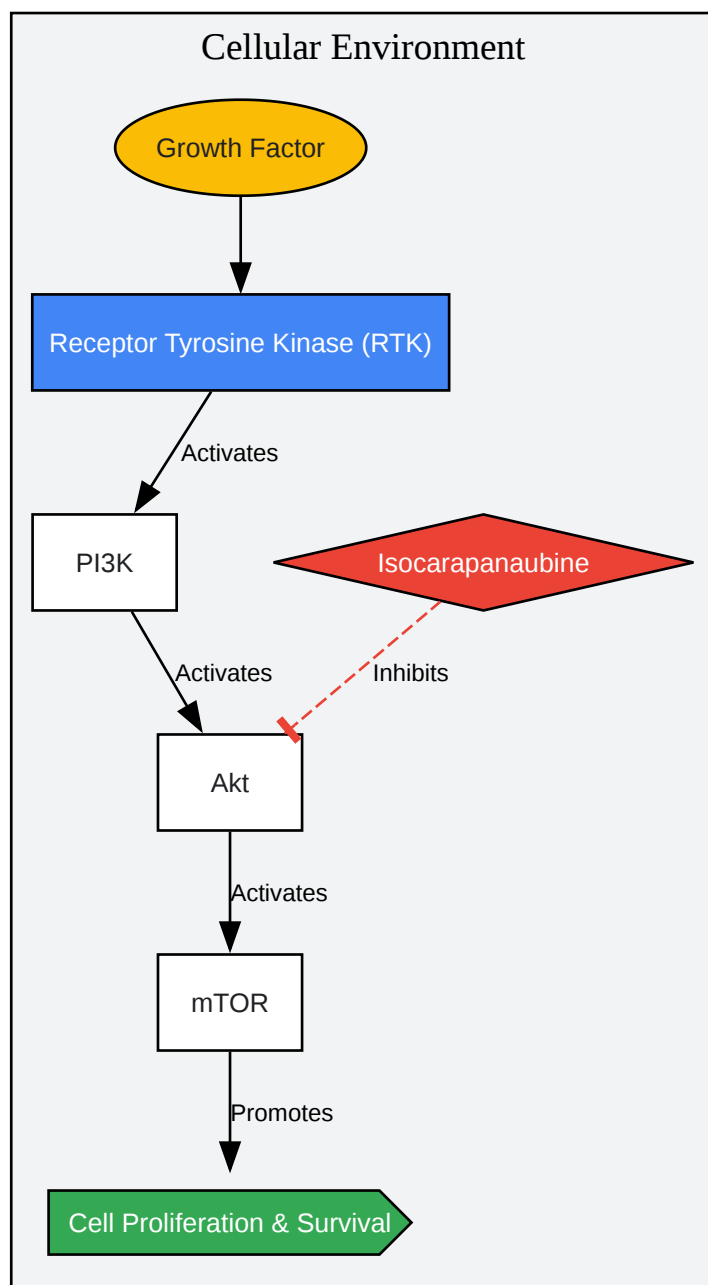 Cellular Environment
Growth Factor
Receptor Tyrosine Kinase (RTK)
Activates
PI3K
Isocarapanaubine
Activates
Inhibits
Akt
Activates
mTOR
Promotes
Cell Proliferation & Survival